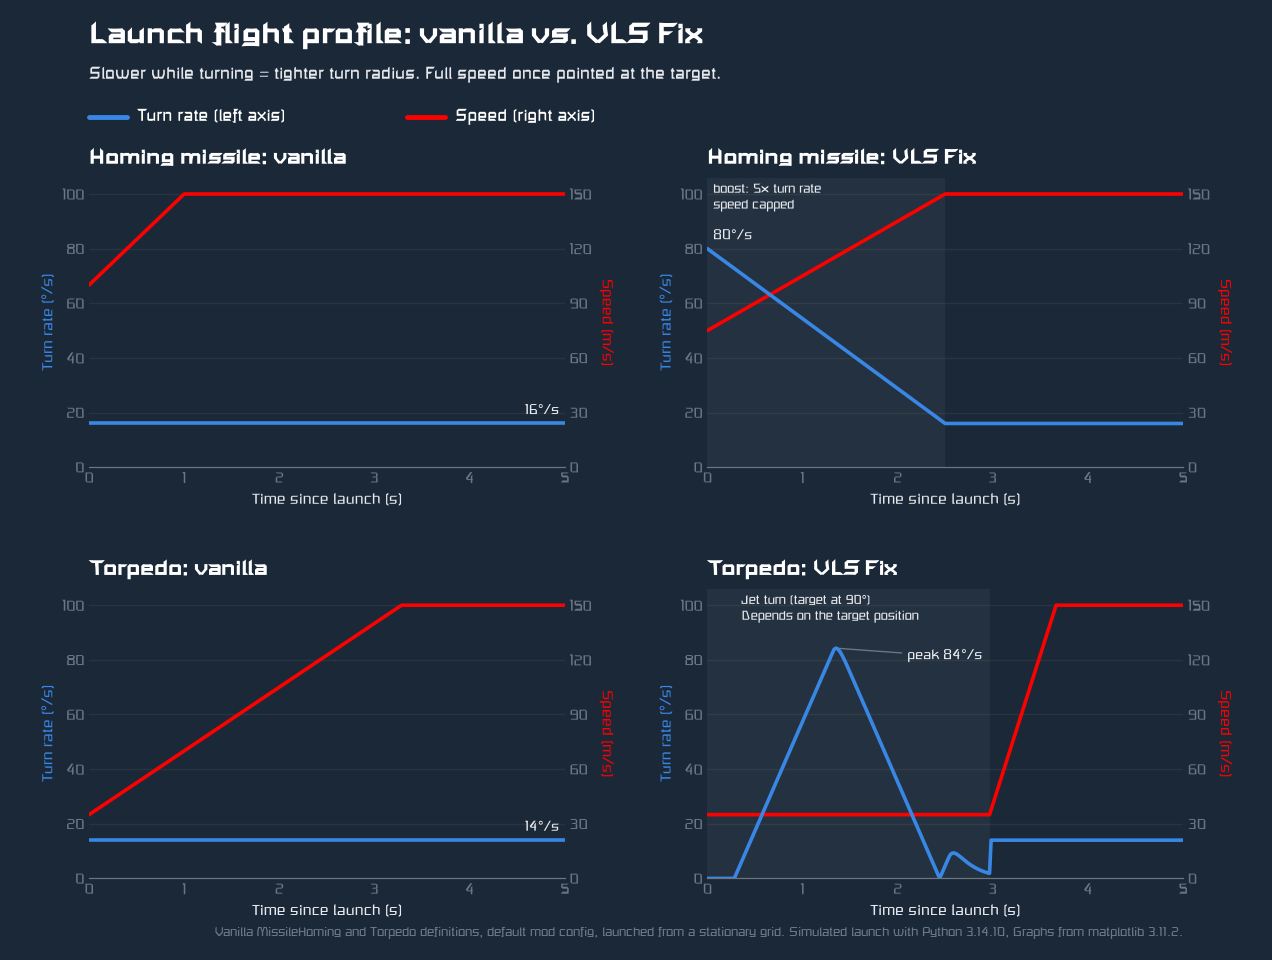 Launch flight profile: vanilla vs. VLS Fix
Slower while turning = tighter turn radius. Full speed once pointed at the target.
Turn rate (left axis)
Speed (right axis)
Homing missile: vanilla
100
80
60
40
20
0
150
120
90
60
30
0
16°/s
0 1 2 3 4 5
Turn rate (°/s)
Speed (m/s)
Time since launch (s)
Homing missile: VLS Fix
boost: 5x turn rate
speed capped
80°/s
100
80
60
40
20
0
150
120
90
60
30
0
0 1 2 3 4 5
Turn rate (°/s)
Speed (m/s)
Time since launch (s)
Torpedo: vanilla
100
80
60
40
20
0
150
120
90
60
30
0
14°/s
0 1 2 3 4 5
Turn rate (°/s)
Speed (m/s)
Time since launch (s)
Torpedo: VLS Fix
Jet turn (target at 90°)
Depends on the target position
peak 84°/s
100
80
60
40
20
0
150
120
90
60
30
0
0 1 2 3 4 5
Turn rate (°/s)
Speed (m/s)
Time since launch (s)
Vanilla MissileHoming and Torpedo definitions, default mod config, launched from a stationary grid. Simulated launch with Python 3.14.10, Graphs from matplotlib 3.11.2.